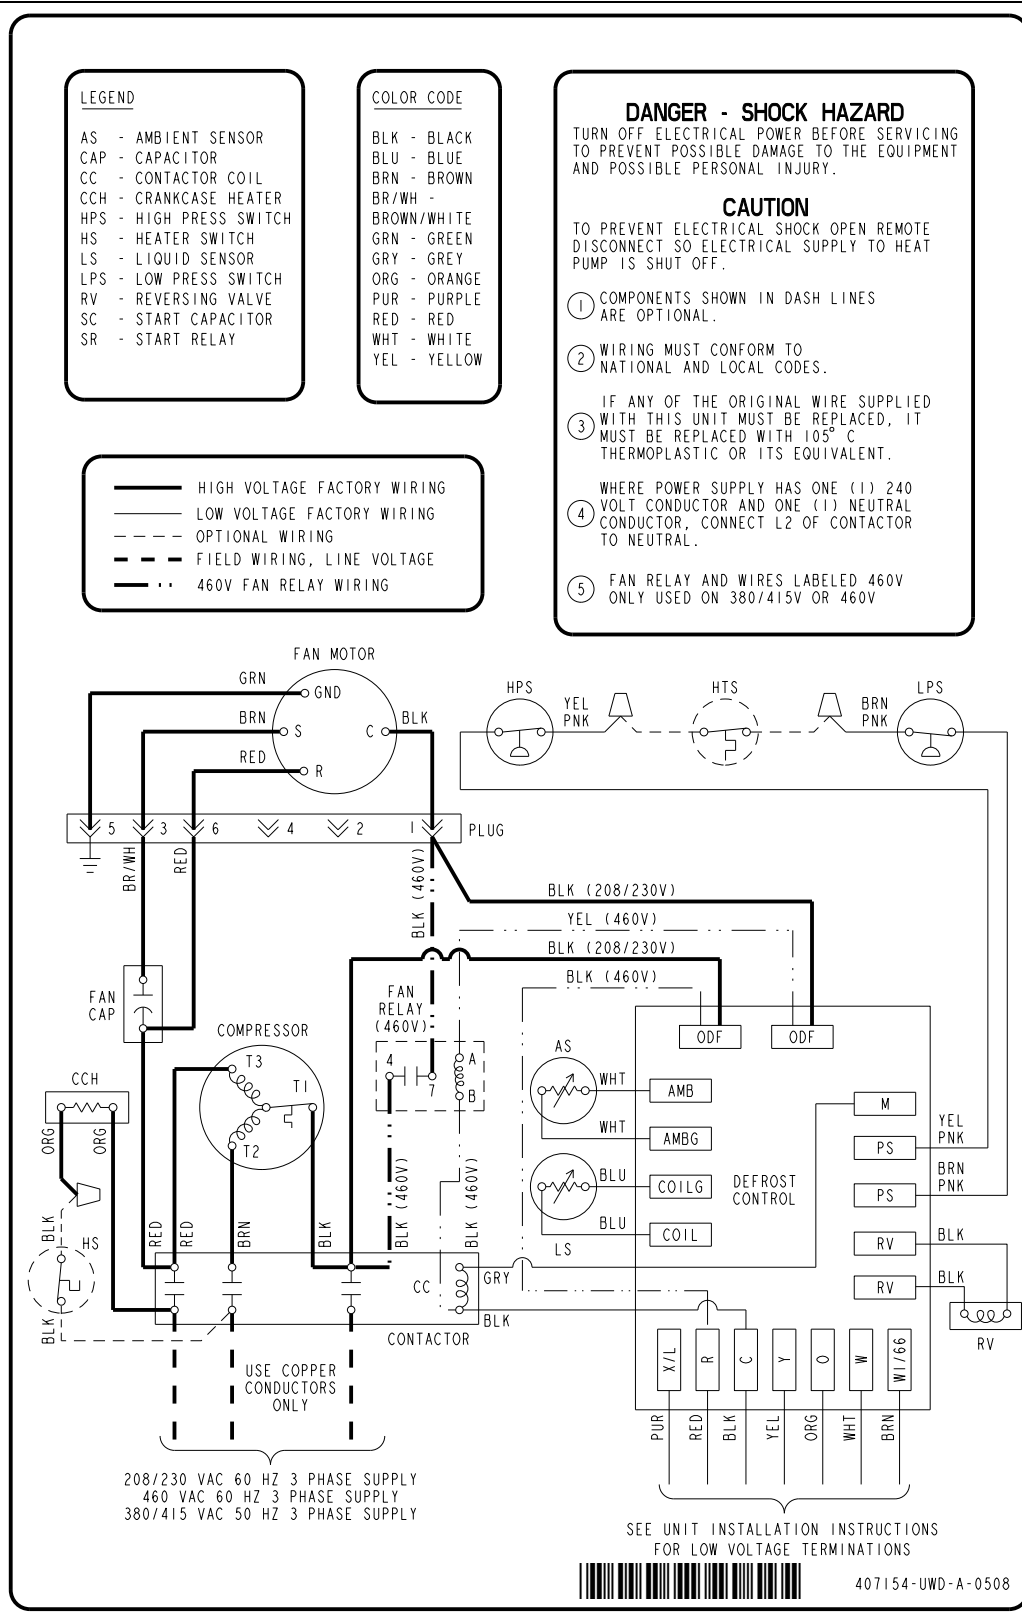 LEGEND
AS - AMBIENT SENSOR
CAP - CAPACITOR
CC - CONTACTOR COIL
CCH - CRANKCASE HEATER
HPS - HIGH PRESS SWITCH
HS - HEATER SWITCH
LS - LIQUID SENSOR
LPS - LOW PRESS SWITCH
RV - REVERSING VALVE
SC - START CAPACITOR
SR - START RELAY
COLOR CODE
BLK - BLACK
BLU - BLUE
BRN - BROWN
BR/WH -
BROWN/WHITE
GRN - GREEN
GRY - GREY
ORG - ORANGE
PUR - PURPLE
RED - RED
WHT - WHITE
YEL - YELLOW
DANGER - SHOCK HAZARD
TURN OFF ELECTRICAL POWER BEFORE SERVICING
TO PREVENT POSSIBLE DAMAGE TO THE EQUIPMENT
AND POSSIBLE PERSONAL INJURY.
CAUTION
TO PREVENT ELECTRICAL SHOCK OPEN REMOTE
DISCONNECT SO ELECTRICAL SUPPLY TO HEAT
PUMP IS SHUT OFF.
1 COMPONENTS SHOWN IN DASH LINES
ARE OPTIONAL.
2 WIRING MUST CONFORM TO
NATIONAL AND LOCAL CODES.
IF ANY OF THE ORIGINAL WIRE SUPPLIED
3 WITH THIS UNIT MUST BE REPLACED, IT
MUST BE REPLACED WITH 105° C
THERMOPLASTIC OR ITS EQUIVALENT.
WHERE POWER SUPPLY HAS ONE (1) 240
4 VOLT CONDUCTOR AND ONE (1) NEUTRAL
CONDUCTOR, CONNECT L2 OF CONTACTOR
TO NEUTRAL.
5 FAN RELAY AND WIRES LABELED 460V
ONLY USED ON 380/415V OR 460V
HIGH VOLTAGE FACTORY WIRING
LOW VOLTAGE FACTORY WIRING
OPTIONAL WIRING
FIELD WIRING, LINE VOLTAGE
460V FAN RELAY WIRING
FAN MOTOR
GRN
GND
BRN
S
C
BLK
RED
R
HPS
YEL
PNK
HTS
BRN
PNK
LPS
5
3
6
4
2
1
PLUG
BR/WH
RED
BLK (460V)
BLK (208/230V)
YEL (460V)
BLK (208/230V)
BLK (460V)
FAN
CAP
FAN
RELAY
(460V)
COMPRESSOR
T3
T1
T2
4
7
A
B
CCH
ORG
ORG
BLK
HS
BLK
RED
RED
BRN
BLK
BLK (460V)
BLK (460V)
CC
GRY
BLK
CONTACTOR
ODF
ODF
AS
WHT
AMB
WHT
AMBG
BLU
COILG
BLU
COIL
LS
DEFROST
CONTROL
M
PS
YEL
PNK
PS
BRN
PNK
RV
BLK
RV
BLK
RV
X/L
R
C
Y
O
W
W1/66
PUR
RED
BLK
YEL
ORG
WHT
BRN
USE COPPER
CONDUCTORS
ONLY
208/230 VAC 60 HZ 3 PHASE SUPPLY
460 VAC 60 HZ 3 PHASE SUPPLY
380/415 VAC 50 HZ 3 PHASE SUPPLY
SEE UNIT INSTALLATION INSTRUCTIONS
FOR LOW VOLTAGE TERMINATIONS
407154-UWD-A-0508